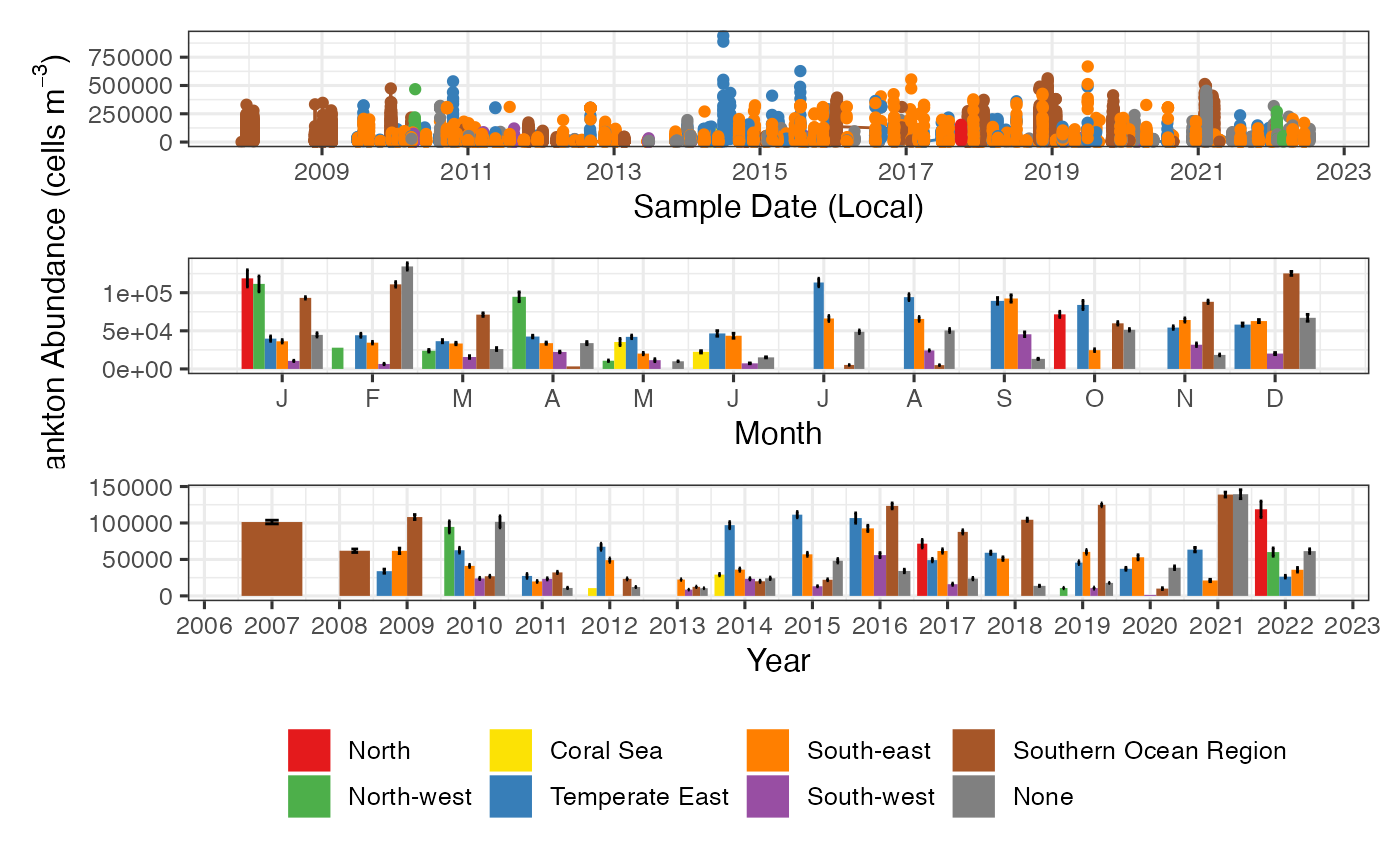 ankton Abundance (cells m⁻³)
750000
500000
250000
0
2009 2011 2013 2015 2017 2019 2021 2023
Sample Date (Local)
1e+05
5e+04
0e+00
J F M A M J J A S O N D
Month
150000
100000
50000
0
2006 2007 2008 2009 2010 2011 2012 2013 2014 2015 2016 2017 2018 2019 2020 2021 2022 2023
Year
North Coral Sea South-east Southern Ocean Region
North-west Temperate East South-west None